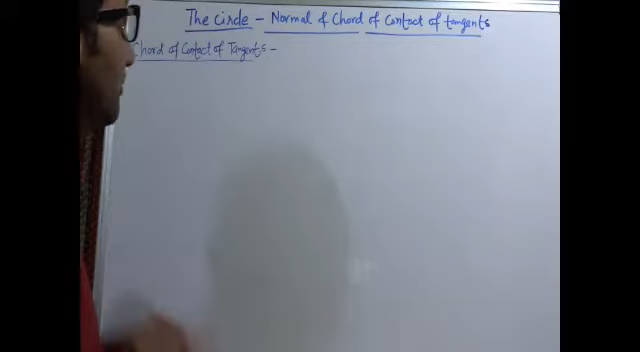 The Circle - Normal & Chord of Contact of tangents
Chord of Contact of Tangents -